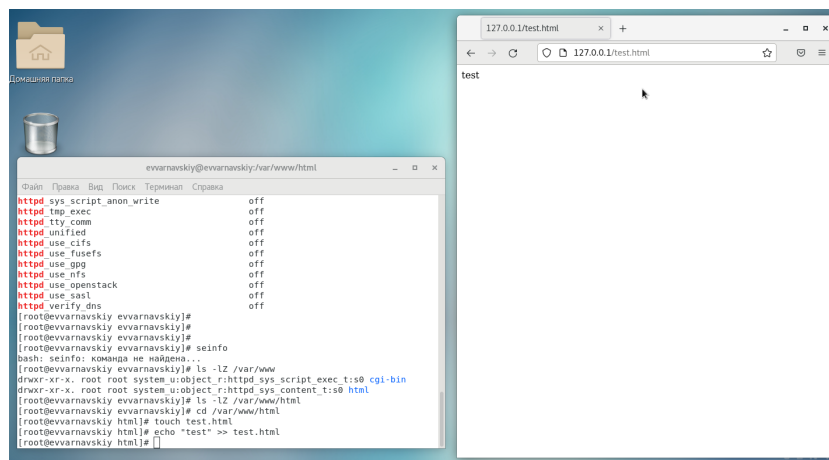 Домашняя папка
evvarnavskiy@evvarnavskiy:/var/www/html
Файл Правка Вид Поиск Терминал Справка
httpd_sys_script_anon_write off
httpd_tmp_exec off
httpd_tty_comm off
httpd_unified off
httpd_use_cifs off
httpd_use_fusefs off
httpd_use_gpg off
httpd_use_nfs off
httpd_use_openstack off
httpd_use_sasl off
httpd_verify_dns off
[root@evvarnavskiy evvarnavskiy]#
[root@evvarnavskiy evvarnavskiy]#
[root@evvarnavskiy evvarnavskiy]#
[root@evvarnavskiy evvarnavskiy]# seinfo
bash: seinfo: команда не найдена...
[root@evvarnavskiy evvarnavskiy]# ls -lZ /var/www
drwxr-xr-x. root root system_u:object_r:httpd_sys_script_exec_t:s0 cgi-bin
drwxr-xr-x. root root system_u:object_r:httpd_sys_content_t:s0 html
[root@evvarnavskiy evvarnavskiy]# ls -lZ /var/www/html
[root@evvarnavskiy evvarnavskiy]# cd /var/www/html
[root@evvarnavskiy html]# touch test.html
[root@evvarnavskiy html]# echo "test" >> test.html
[root@evvarnavskiy html]#
127.0.0.1/test.html
127.0.0.1/test.html
test